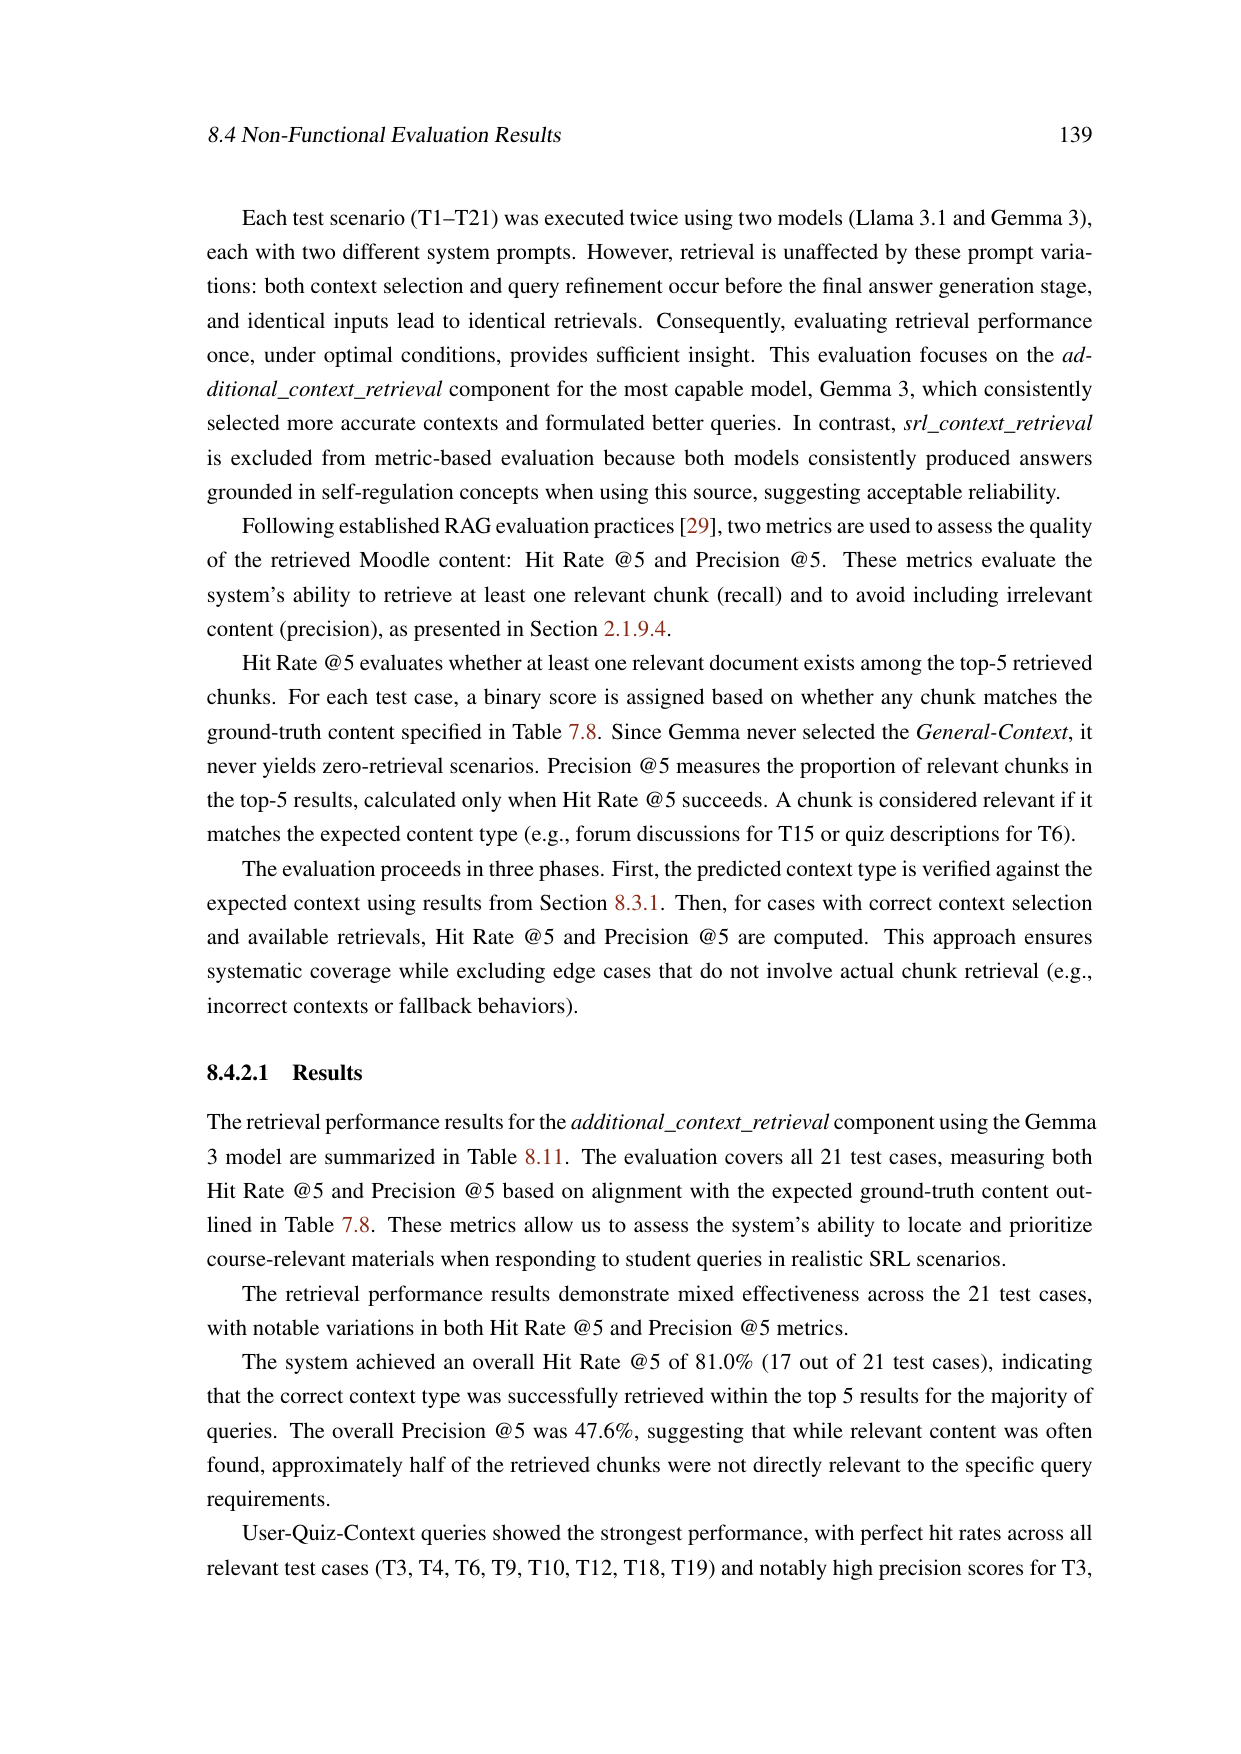 8.4 Non-Functional Evaluation Results 139
Each test scenario (T1–T21) was executed twice using two models (Llama 3.1 and Gemma 3),
each with two different system prompts. However, retrieval is unaffected by these prompt varia-
tions: both context selection and query refinement occur before the final answer generation stage,
and identical inputs lead to identical retrievals. Consequently, evaluating retrieval performance
once, under optimal conditions, provides sufficient insight. This evaluation focuses on the ad-
ditional_context_retrieval component for the most capable model, Gemma 3, which consistently
selected more accurate contexts and formulated better queries. In contrast, srl_context_retrieval
is excluded from metric-based evaluation because both models consistently produced answers
grounded in self-regulation concepts when using this source, suggesting acceptable reliability.
Following established RAG evaluation practices [29], two metrics are used to assess the quality
of the retrieved Moodle content: Hit Rate @5 and Precision @5. These metrics evaluate the
system's ability to retrieve at least one relevant chunk (recall) and to avoid including irrelevant
content (precision), as presented in Section 2.1.9.4.
Hit Rate @5 evaluates whether at least one relevant document exists among the top-5 retrieved
chunks. For each test case, a binary score is assigned based on whether any chunk matches the
ground-truth content specified in Table 7.8. Since Gemma never selected the General-Context, it
never yields zero-retrieval scenarios. Precision @5 measures the proportion of relevant chunks in
the top-5 results, calculated only when Hit Rate @5 succeeds. A chunk is considered relevant if it
matches the expected content type (e.g., forum discussions for T15 or quiz descriptions for T6).
The evaluation proceeds in three phases. First, the predicted context type is verified against the
expected context using results from Section 8.3.1. Then, for cases with correct context selection
and available retrievals, Hit Rate @5 and Precision @5 are computed. This approach ensures
systematic coverage while excluding edge cases that do not involve actual chunk retrieval (e.g.,
incorrect contexts or fallback behaviors).
8.4.2.1 Results
The retrieval performance results for the additional_context_retrieval component using the Gemma
3 model are summarized in Table 8.11. The evaluation covers all 21 test cases, measuring both
Hit Rate @5 and Precision @5 based on alignment with the expected ground-truth content out-
lined in Table 7.8. These metrics allow us to assess the system's ability to locate and prioritize
course-relevant materials when responding to student queries in realistic SRL scenarios.
The retrieval performance results demonstrate mixed effectiveness across the 21 test cases,
with notable variations in both Hit Rate @5 and Precision @5 metrics.
The system achieved an overall Hit Rate @5 of 81.0% (17 out of 21 test cases), indicating
that the correct context type was successfully retrieved within the top 5 results for the majority of
queries. The overall Precision @5 was 47.6%, suggesting that while relevant content was often
found, approximately half of the retrieved chunks were not directly relevant to the specific query
requirements.
User-Quiz-Context queries showed the strongest performance, with perfect hit rates across all
relevant test cases (T3, T4, T6, T9, T10, T12, T18, T19) and notably high precision scores for T3,